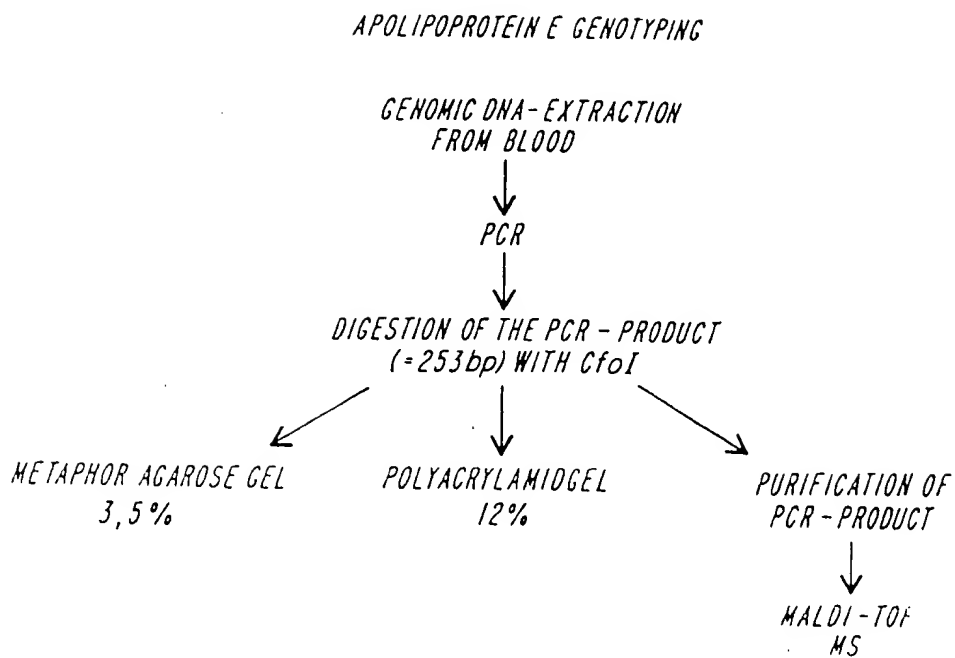 APOLIPOPROTEIN E GENOTYPING
GENOMIC DNA-EXTRACTION
FROM BLOOD
PCR
DIGESTION OF THE PCR-PRODUCT
(=253bp) WITH CfoI
METAPHOR AGAROSE GEL
3,5%
POLYACRYLAMIDGEL
12%
PURIFICATION OF
PCR-PRODUCT
MALDI-TOF
MS